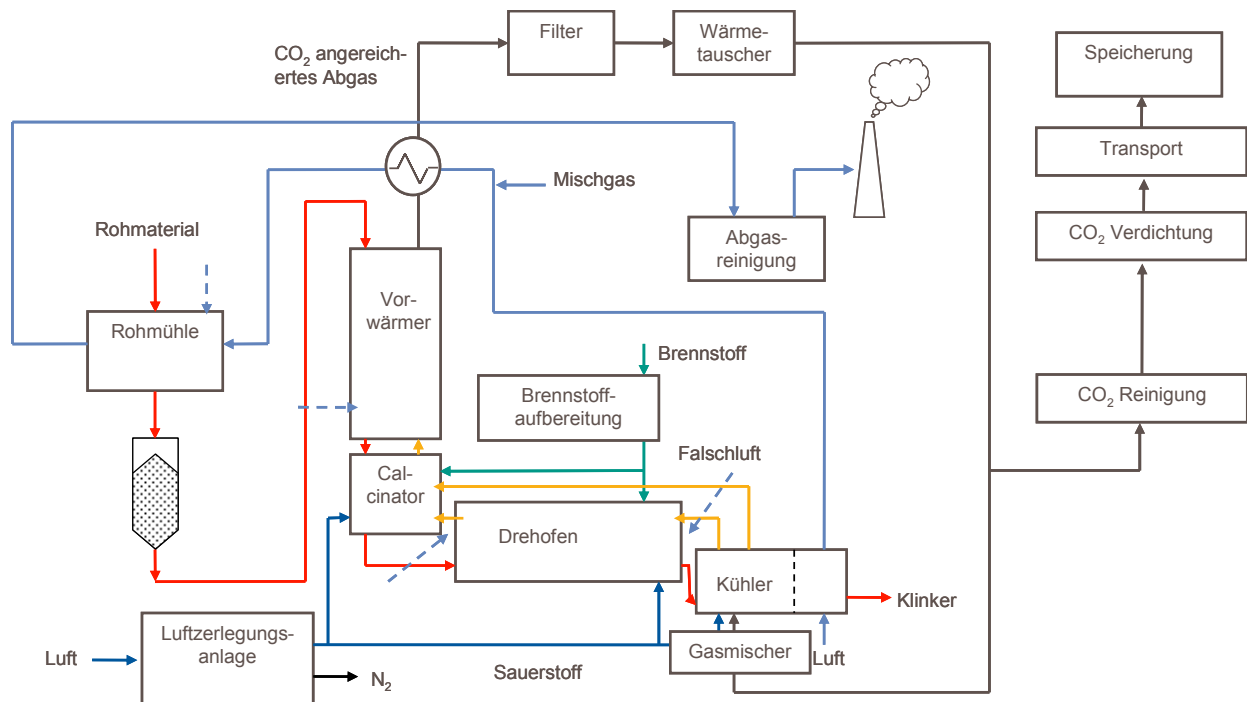 Filter
Wärme-
tauscher
CO₂ angereich-
ertes Abgas
Speicherung
Transport
Mischgas
Rohmaterial
Abgas-
reinigung
CO₂ Verdichtung
Vor-
wärmer
Rohmühle
Brennstoff
Brennstoff-
aufbereitung
CO₂ Reinigung
Falschluft
Cal-
cinator
Drehofen
Kühler
Klinker
Luftzerlegungs-
anlage
Luft
Gasmischer
Luft
Sauerstoff
N₂